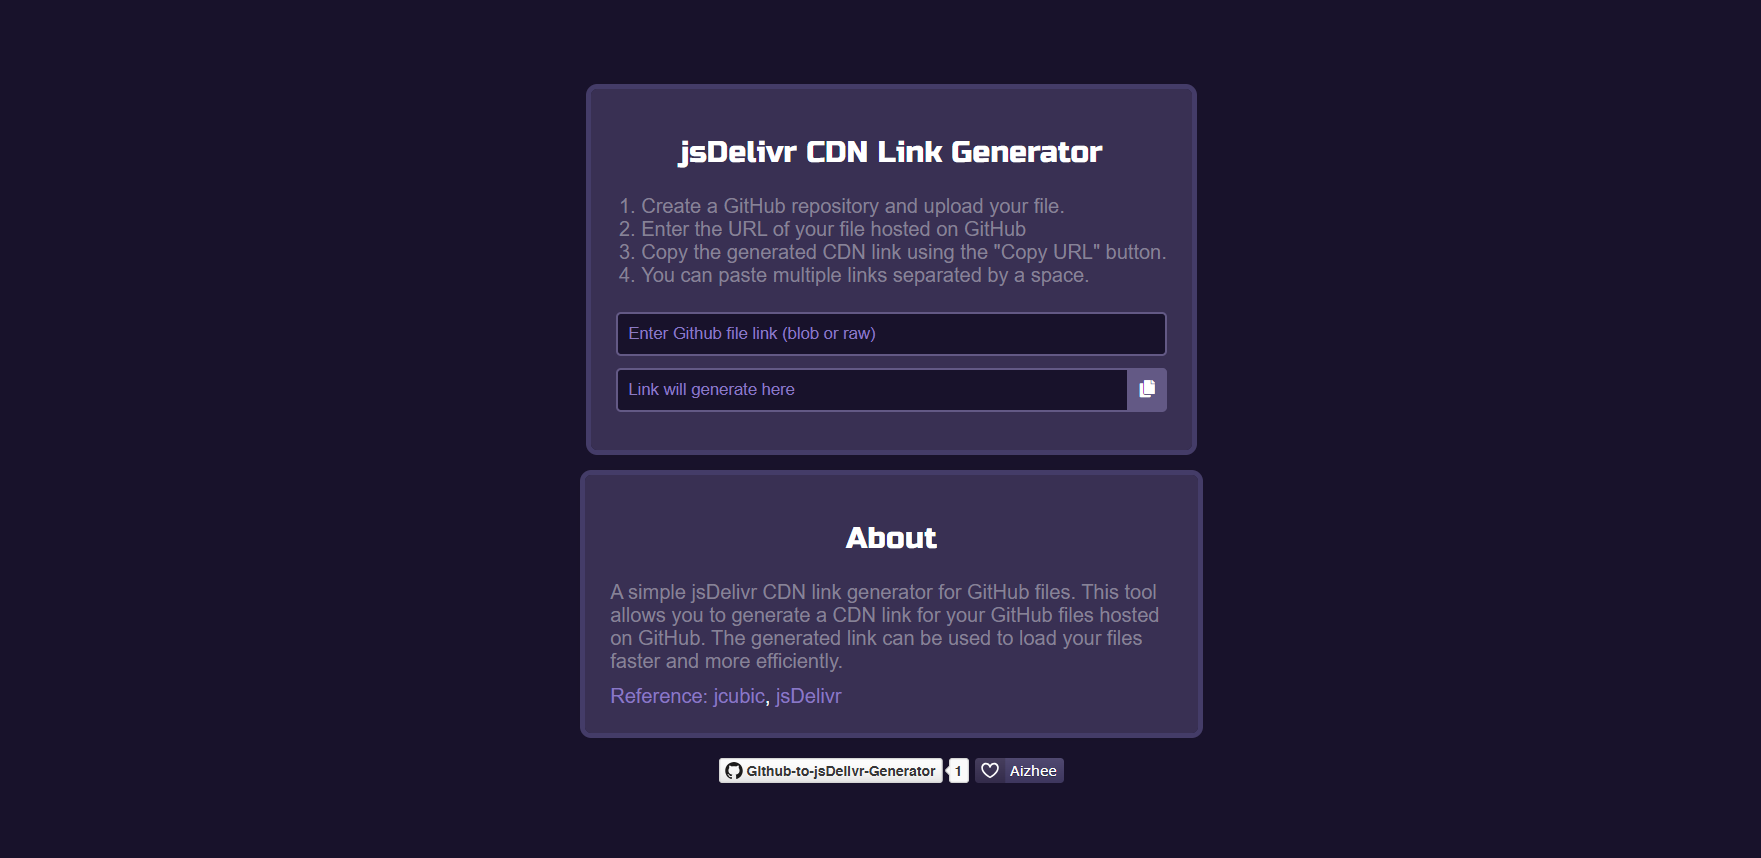 jsDelivr CDN Link Generator
1. Create a GitHub repository and upload your file.
2. Enter the URL of your file hosted on GitHub
3. Copy the generated CDN link using the "Copy URL" button.
4. You can paste multiple links separated by a space.
Enter Github file link (blob or raw)
Link will generate here
About
A simple jsDelivr CDN link generator for GitHub files. This tool
allows you to generate a CDN link for your GitHub files hosted
on GitHub. The generated link can be used to load your files
faster and more efficiently.
Reference: jcubic, jsDelivr
Github-to-jsDelivr-Generator 1 Aizhee